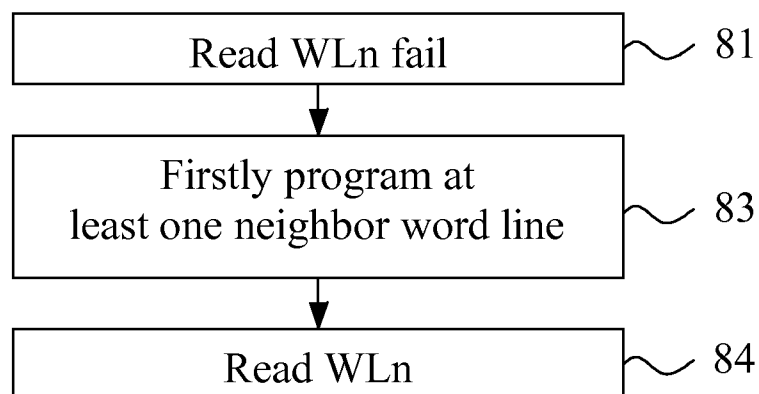 Read WLn fail
81
Firstly program at
least one neighbor word line
83
Read WLn
84